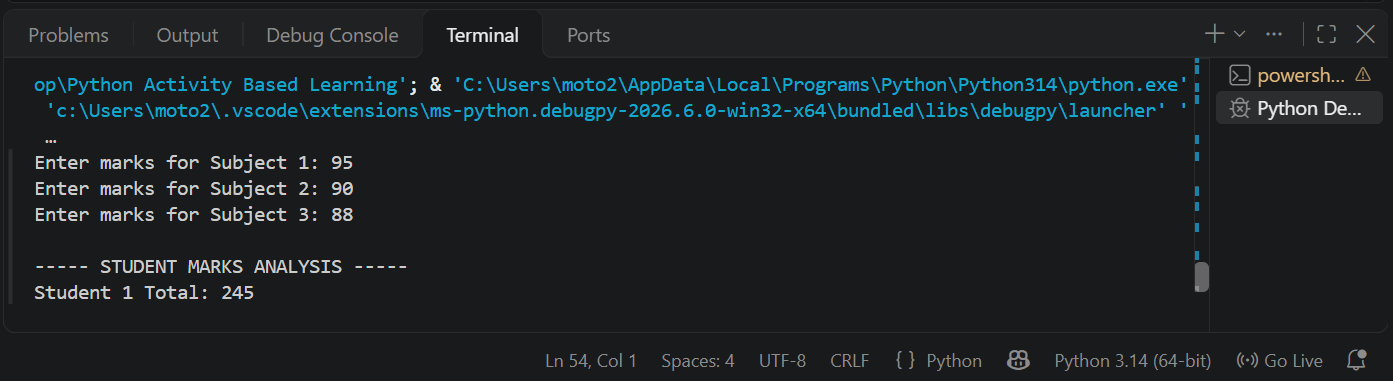 Problems Output Debug Console Terminal Ports
op\Python Activity Based Learning'; & 'C:\Users\moto2\AppData\Local\Programs\Python\Python314\python.exe'
'c:\Users\moto2\.vscode\extensions\ms-python.debugpy-2026.6.0-win32-x64\bundled\libs\debugpy\launcher' '
…
Enter marks for Subject 1: 95
Enter marks for Subject 2: 90
Enter marks for Subject 3: 88
----- STUDENT MARKS ANALYSIS -----
Student 1 Total: 245
powersh...
Python De...
Ln 54, Col 1 Spaces: 4 UTF-8 CRLF { } Python Python 3.14 (64-bit) Go Live